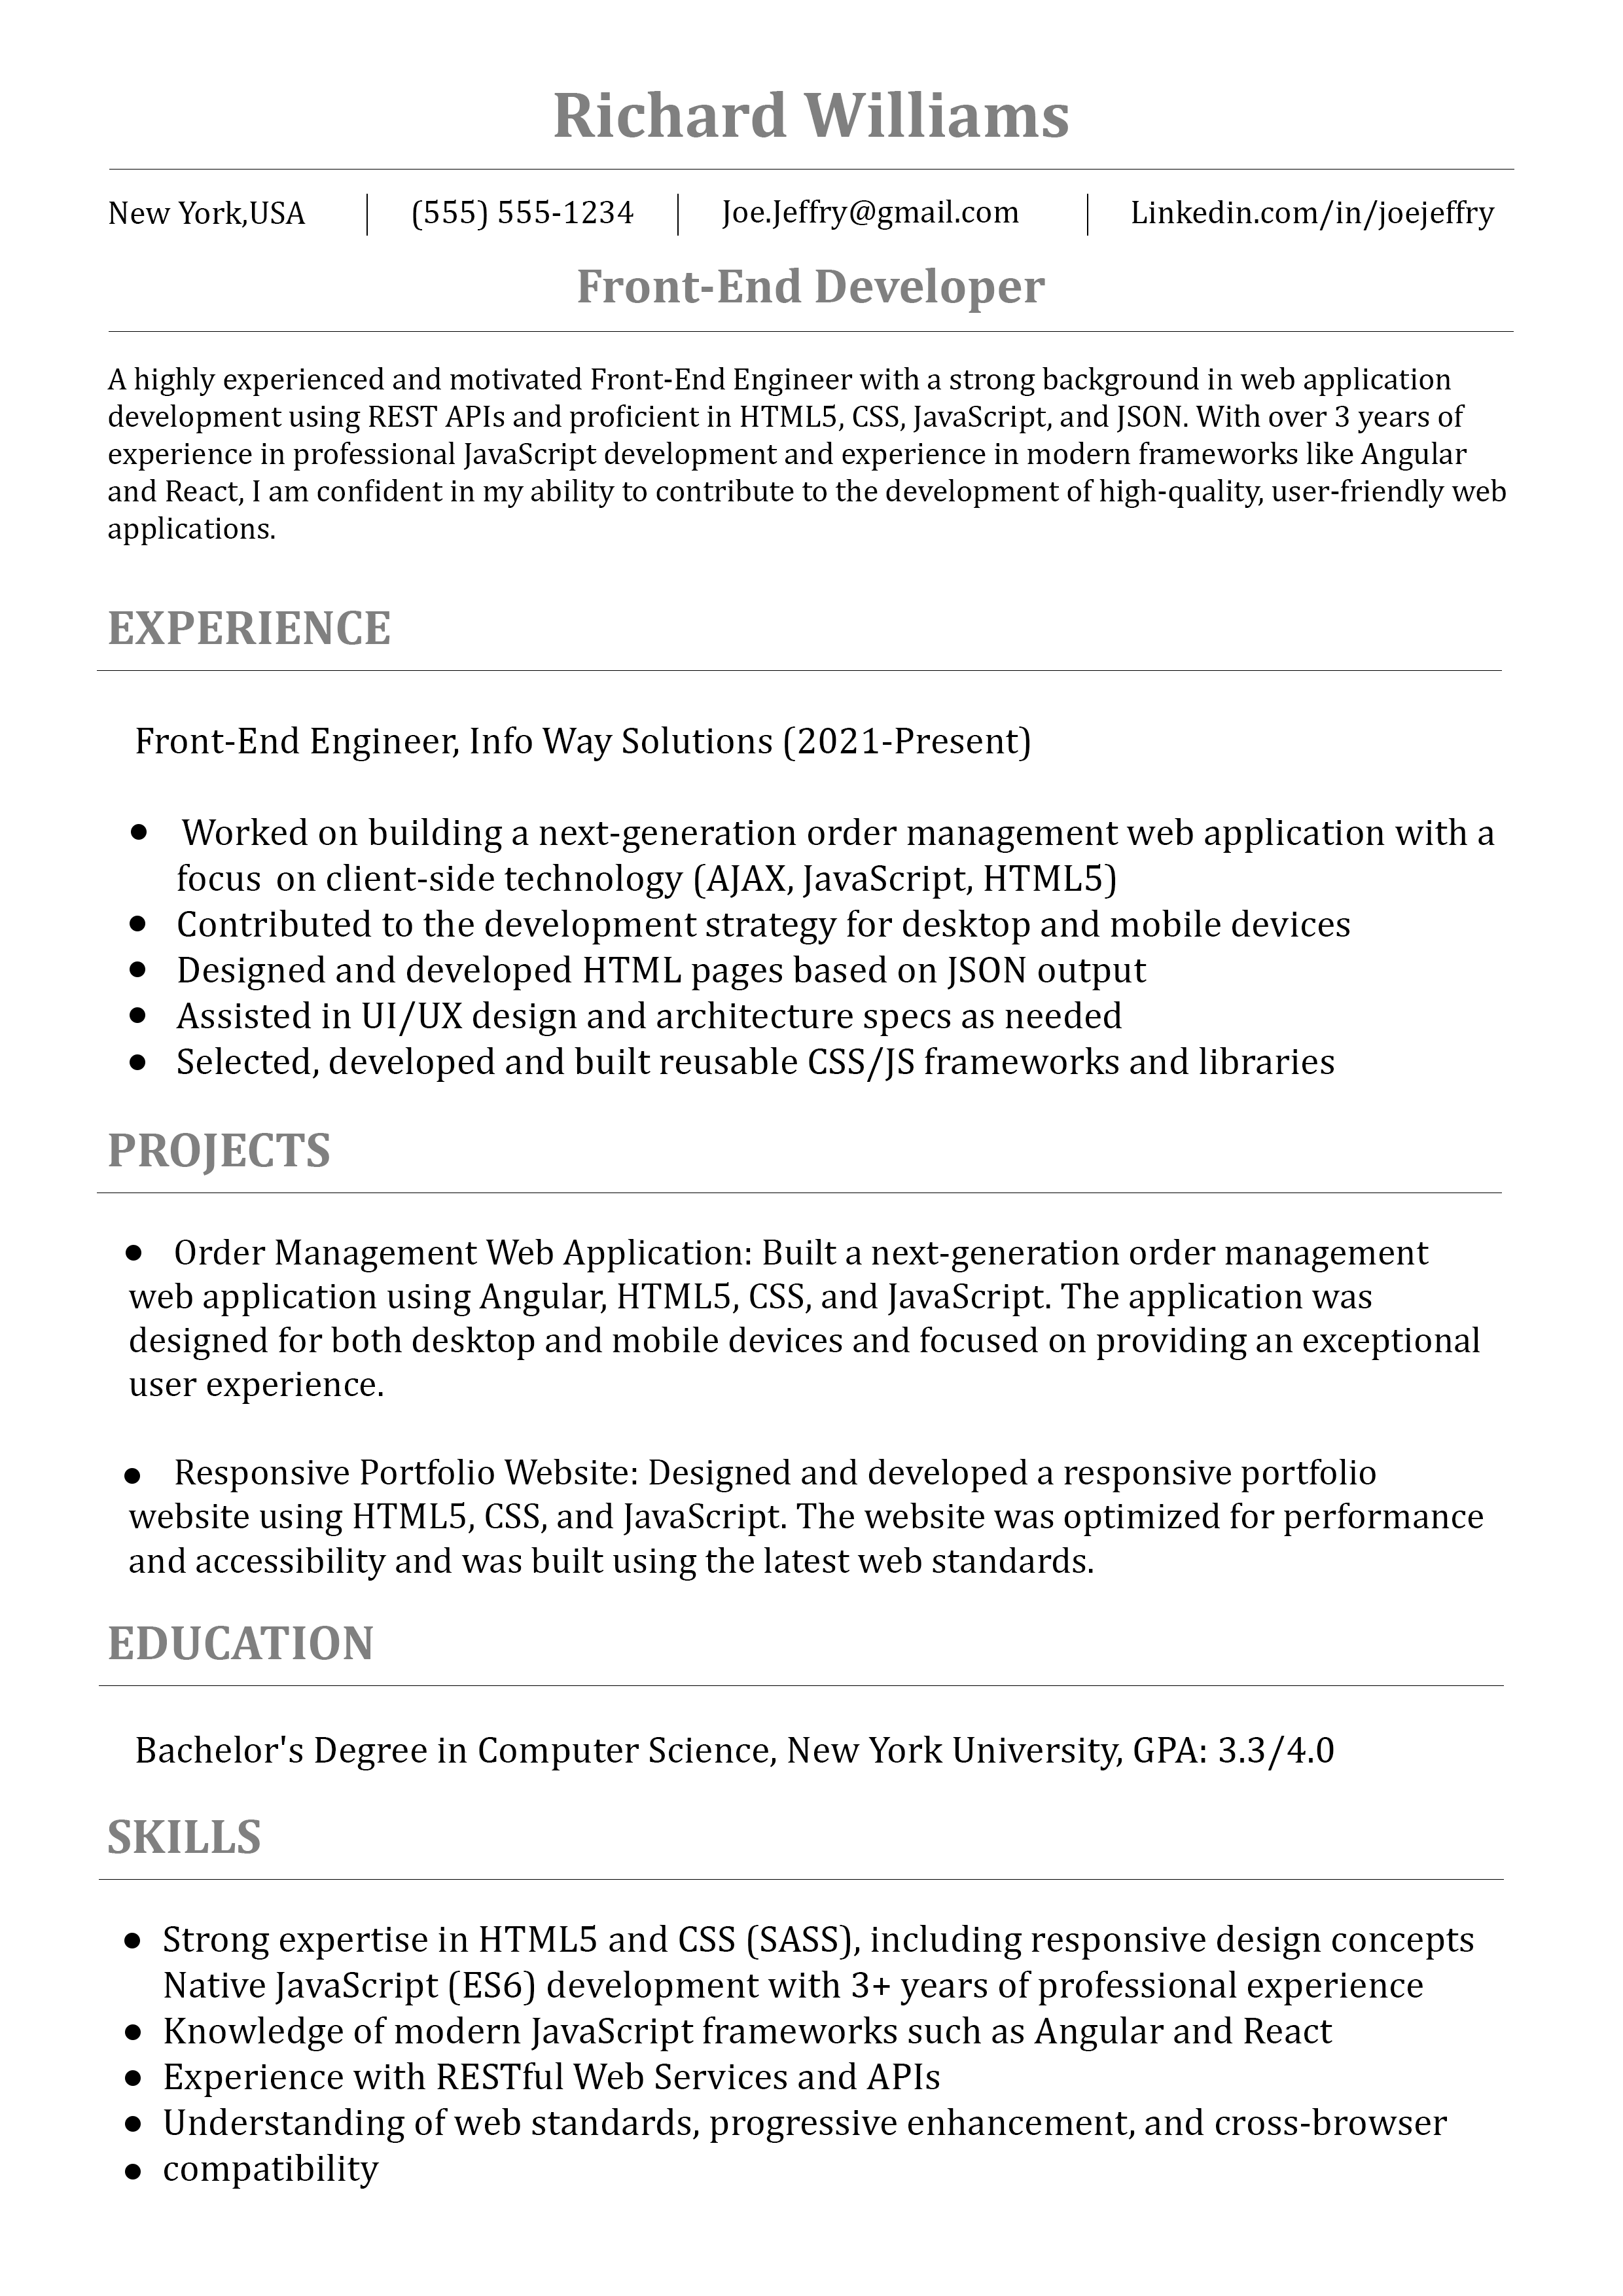 Richard Williams
New York,USA | (555) 555-1234 | Joe.Jeffry@gmail.com | Linkedin.com/in/joejeffry
Front-End Developer
A highly experienced and motivated Front-End Engineer with a strong background in web application
development using REST APIs and proficient in HTML5, CSS, JavaScript, and JSON. With over 3 years of
experience in professional JavaScript development and experience in modern frameworks like Angular
and React, I am confident in my ability to contribute to the development of high-quality, user-friendly web
applications.
EXPERIENCE
Front-End Engineer, Info Way Solutions (2021-Present)
● Worked on building a next-generation order management web application with a
focus on client-side technology (AJAX, JavaScript, HTML5)
● Contributed to the development strategy for desktop and mobile devices
● Designed and developed HTML pages based on JSON output
● Assisted in UI/UX design and architecture specs as needed
● Selected, developed and built reusable CSS/JS frameworks and libraries
PROJECTS
● Order Management Web Application: Built a next-generation order management
web application using Angular, HTML5, CSS, and JavaScript. The application was
designed for both desktop and mobile devices and focused on providing an exceptional
user experience.
● Responsive Portfolio Website: Designed and developed a responsive portfolio
website using HTML5, CSS, and JavaScript. The website was optimized for performance
and accessibility and was built using the latest web standards.
EDUCATION
Bachelor's Degree in Computer Science, New York University, GPA: 3.3/4.0
SKILLS
● Strong expertise in HTML5 and CSS (SASS), including responsive design concepts
Native JavaScript (ES6) development with 3+ years of professional experience
● Knowledge of modern JavaScript frameworks such as Angular and React
● Experience with RESTful Web Services and APIs
● Understanding of web standards, progressive enhancement, and cross-browser
● compatibility